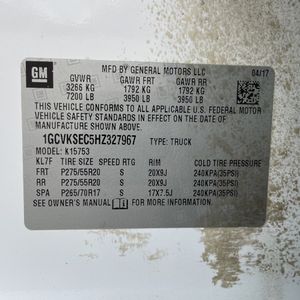 GM
MFD BY GENERAL MOTORS LLC
04/17
GVWR GAWR FRT GAWR RR
3266 KG 1792 KG 1792 KG
7200 LB 3950 LB 3950 LB
THIS VEHICLE CONFORMS TO ALL APPLICABLE U.S. FEDERAL MOTOR
VEHICLE SAFETY STANDARDS IN EFFECT ON THE DATE OF
MANUFACTURE SHOWN ABOVE.
1GCVKSEC5HZ327967 TYPE: TRUCK
MODEL: K15753
KL7F TIRE SIZE SPEED RTG RIM COLD TIRE PRESSURE
FRT P275/55R20 S 20X9J 240KPA(35PSI)
RR P275/55R20 S 20X9J 240KPA(35PSI)
SPA P265/70R17 S 17X7.5J 240KPA(35PSI)
SEE OWNER'S MANUAL FOR MORE INFORMATION.